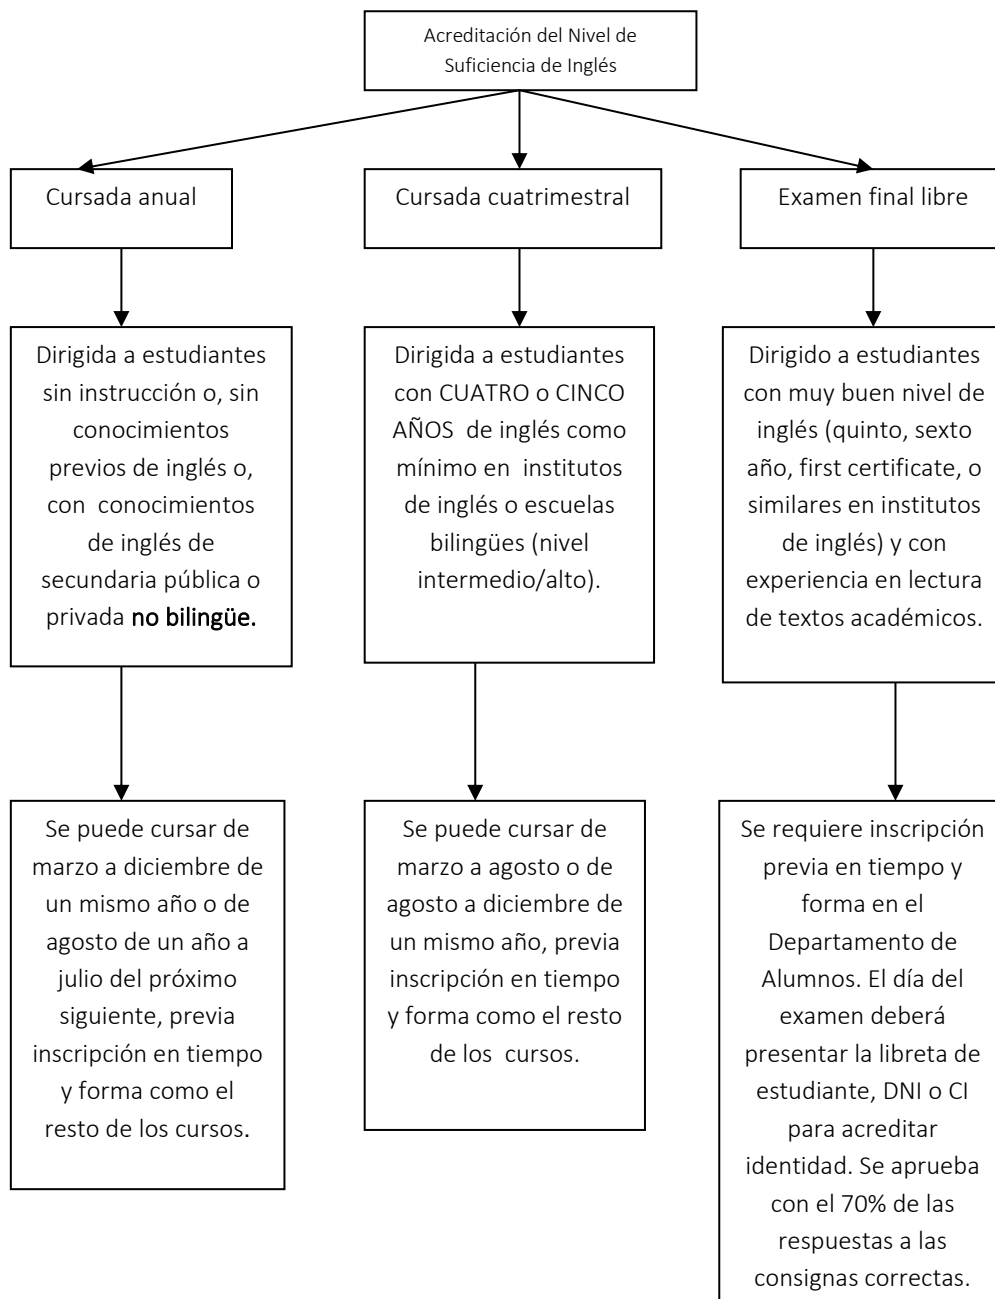 Acreditación del Nivel de
Suficiencia de Inglés
Cursada anual
Cursada cuatrimestral
Examen final libre
Dirigida a estudiantes
sin instrucción o, sin
conocimientos
previos de inglés o,
con conocimientos
de inglés de
secundaria pública o
privada no bilingüe.
Dirigida a estudiantes
con CUATRO o CINCO
AÑOS de inglés como
mínimo en institutos
de inglés o escuelas
bilingües (nivel
intermedio/alto).
Dirigido a estudiantes
con muy buen nivel de
inglés (quinto, sexto
año, first certificate, o
similares en institutos
de inglés) y con
experiencia en lectura
de textos académicos.
Se puede cursar de
marzo a diciembre de
un mismo año o de
agosto de un año a
julio del próximo
siguiente, previa
inscripción en tiempo
y forma como el
resto de los cursos.
Se puede cursar de
marzo a agosto o de
agosto a diciembre de
un mismo año, previa
inscripción en tiempo
y forma como el resto
de los cursos.
Se requiere inscripción
previa en tiempo y
forma en el
Departamento de
Alumnos. El día del
examen deberá
presentar la libreta de
estudiante, DNI o CI
para acreditar
identidad. Se aprueba
con el 70% de las
respuestas a las
consignas correctas.